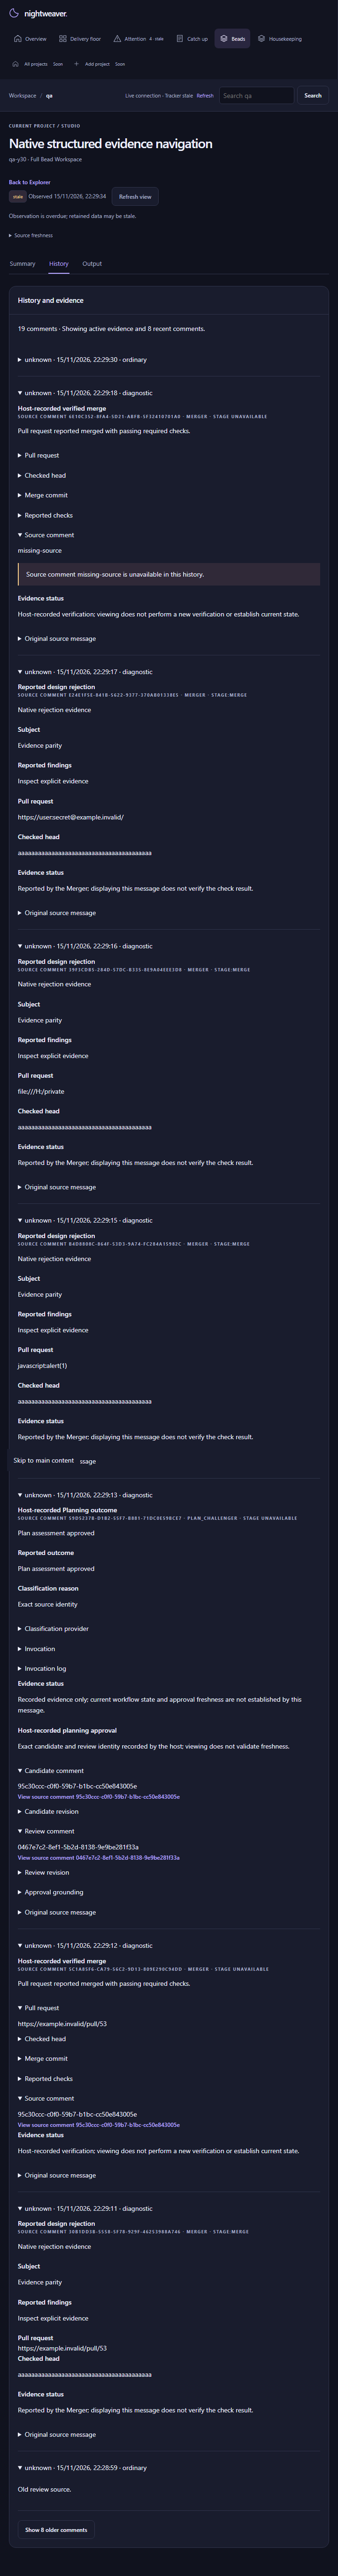 nightweaver.
Overview
Delivery floor
Attention 4 · stale
Catch up
Beads
Housekeeping
All projects Soon
Add project Soon
Workspace / qa
Live connection · Tracker stale Refresh
Search qa
Search
CURRENT PROJECT / STUDIO
Native structured evidence navigation
qa-y30 · Full Bead Workspace
Back to Explorer
stale Observed 15/11/2026, 22:29:34 Refresh view
Observation is overdue; retained data may be stale.
Source freshness
Summary History Output
History and evidence
19 comments · Showing active evidence and 8 recent comments.
unknown · 15/11/2026, 22:29:30 · ordinary
unknown · 15/11/2026, 22:29:18 · diagnostic
Host-recorded verified merge
· MERGER · STAGE UNAVAILABLE
Pull request reported merged with passing required checks.
Pull request
Checked head
Merge commit
Reported checks
Source comment
missing-source
Source comment missing-source is unavailable in this history.
Evidence status
Host-recorded verification; viewing does not perform a new verification or establish current state.
Original source message
unknown · 15/11/2026, 22:29:17 · diagnostic
Reported design rejection
· MERGER · STAGE:MERGE
Native rejection evidence
Subject
Evidence parity
Reported findings
Inspect explicit evidence
Pull request
https://user:secret@example.invalid/
Checked head
aaaaaaaaaaaaaaaaaaaaaaaaaaaaaaaaaaaaaaaa
Evidence status
Reported by the Merger; displaying this message does not verify the check result.
Original source message
unknown · 15/11/2026, 22:29:16 · diagnostic
Reported design rejection
· MERGER · STAGE:MERGE
Native rejection evidence
Subject
Evidence parity
Reported findings
Inspect explicit evidence
Pull request
file:///H:/private
Checked head
aaaaaaaaaaaaaaaaaaaaaaaaaaaaaaaaaaaaaaaa
Evidence status
Reported by the Merger; displaying this message does not verify the check result.
Original source message
unknown · 15/11/2026, 22:29:15 · diagnostic
Reported design rejection
· MERGER · STAGE:MERGE
Native rejection evidence
Subject
Evidence parity
Reported findings
Inspect explicit evidence
Pull request
javascript:alert(1)
Checked head
aaaaaaaaaaaaaaaaaaaaaaaaaaaaaaaaaaaaaaaa
Evidence status
Reported by the Merger; displaying this message does not verify the check result.
Skip to main content ssage
unknown · 15/11/2026, 22:29:13 · diagnostic
Host-recorded Planning outcome
· PLAN_CHALLENGER · STAGE UNAVAILABLE
Plan assessment approved
Reported outcome
Plan assessment approved
Classification reason
Exact source identity
Classification provider
Invocation
Invocation log
Evidence status
Recorded evidence only; current workflow state and approval freshness are not established by this
message.
Host-recorded planning approval
Exact candidate and review identity recorded by the host; viewing does not validate freshness.
Candidate comment
95c30ccc-c0f0-59b7-b1bc-cc50e843005e
View source comment 95c30ccc-c0f0-59b7-b1bc-cc50e843005e
Candidate revision
Review comment
0467e7c2-8ef1-5b2d-8138-9e9be281f33a
View source comment 0467e7c2-8ef1-5b2d-8138-9e9be281f33a
Review revision
Approval grounding
Original source message
unknown · 15/11/2026, 22:29:12 · diagnostic
Host-recorded verified merge
· MERGER · STAGE UNAVAILABLE
Pull request reported merged with passing required checks.
Pull request
https://example.invalid/pull/53
Checked head
Merge commit
Reported checks
Source comment
95c30ccc-c0f0-59b7-b1bc-cc50e843005e
View source comment 95c30ccc-c0f0-59b7-b1bc-cc50e843005e
Evidence status
Host-recorded verification; viewing does not perform a new verification or establish current state.
Original source message
unknown · 15/11/2026, 22:29:11 · diagnostic
Reported design rejection
· MERGER · STAGE:MERGE
Native rejection evidence
Subject
Evidence parity
Reported findings
Inspect explicit evidence
Pull request
https://example.invalid/pull/53
Checked head
aaaaaaaaaaaaaaaaaaaaaaaaaaaaaaaaaaaaaaaa
Evidence status
Reported by the Merger; displaying this message does not verify the check result.
Original source message
unknown · 15/11/2026, 22:28:59 · ordinary
Old review source.
Show 8 older comments